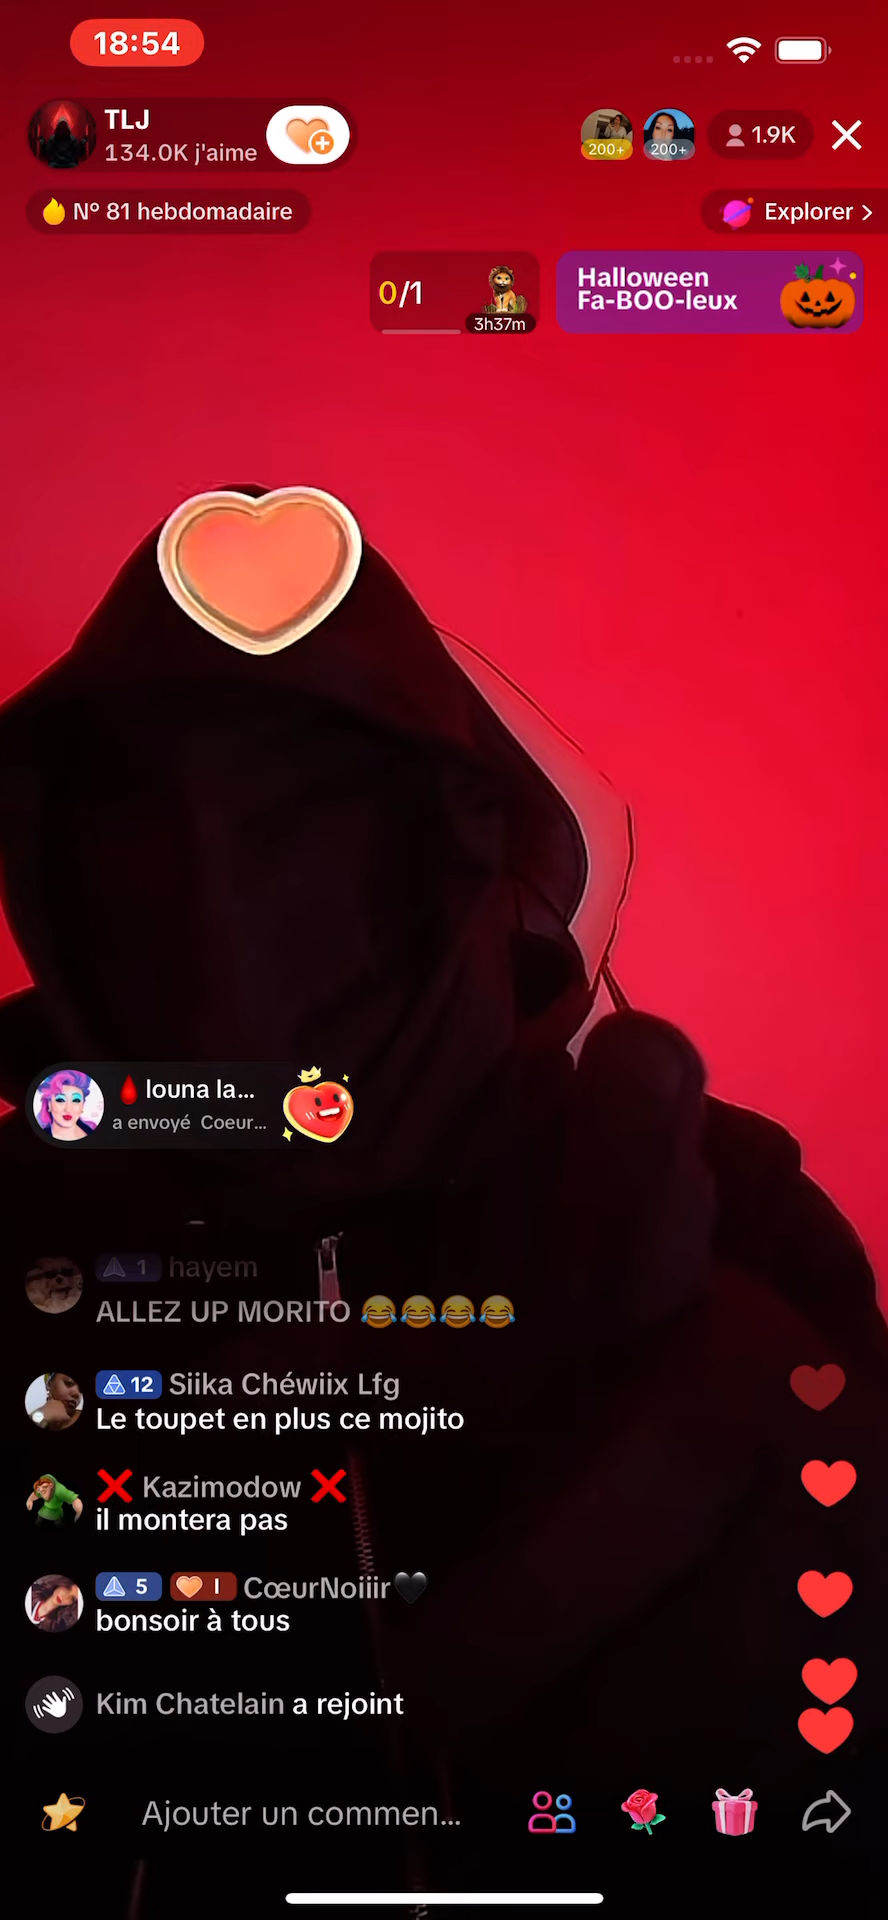 18:54
TLJ
134.0K j'aime
200+
200+
1.9K
N° 81 hebdomadaire
Explorer >
0/1
3h37m
Halloween
Fa-BOO-leux
louna la...
a envoyé Coeur...
1 hayem
ALLEZ UP MORITO 😂😂😂😂
12 Siika Chéwiix Lfg
Le toupet en plus ce mojito
❌ Kazimodow ❌
il montera pas
5 I CœurNoiiir🖤
bonsoir à tous
Kim Chatelain a rejoint
Ajouter un commen...